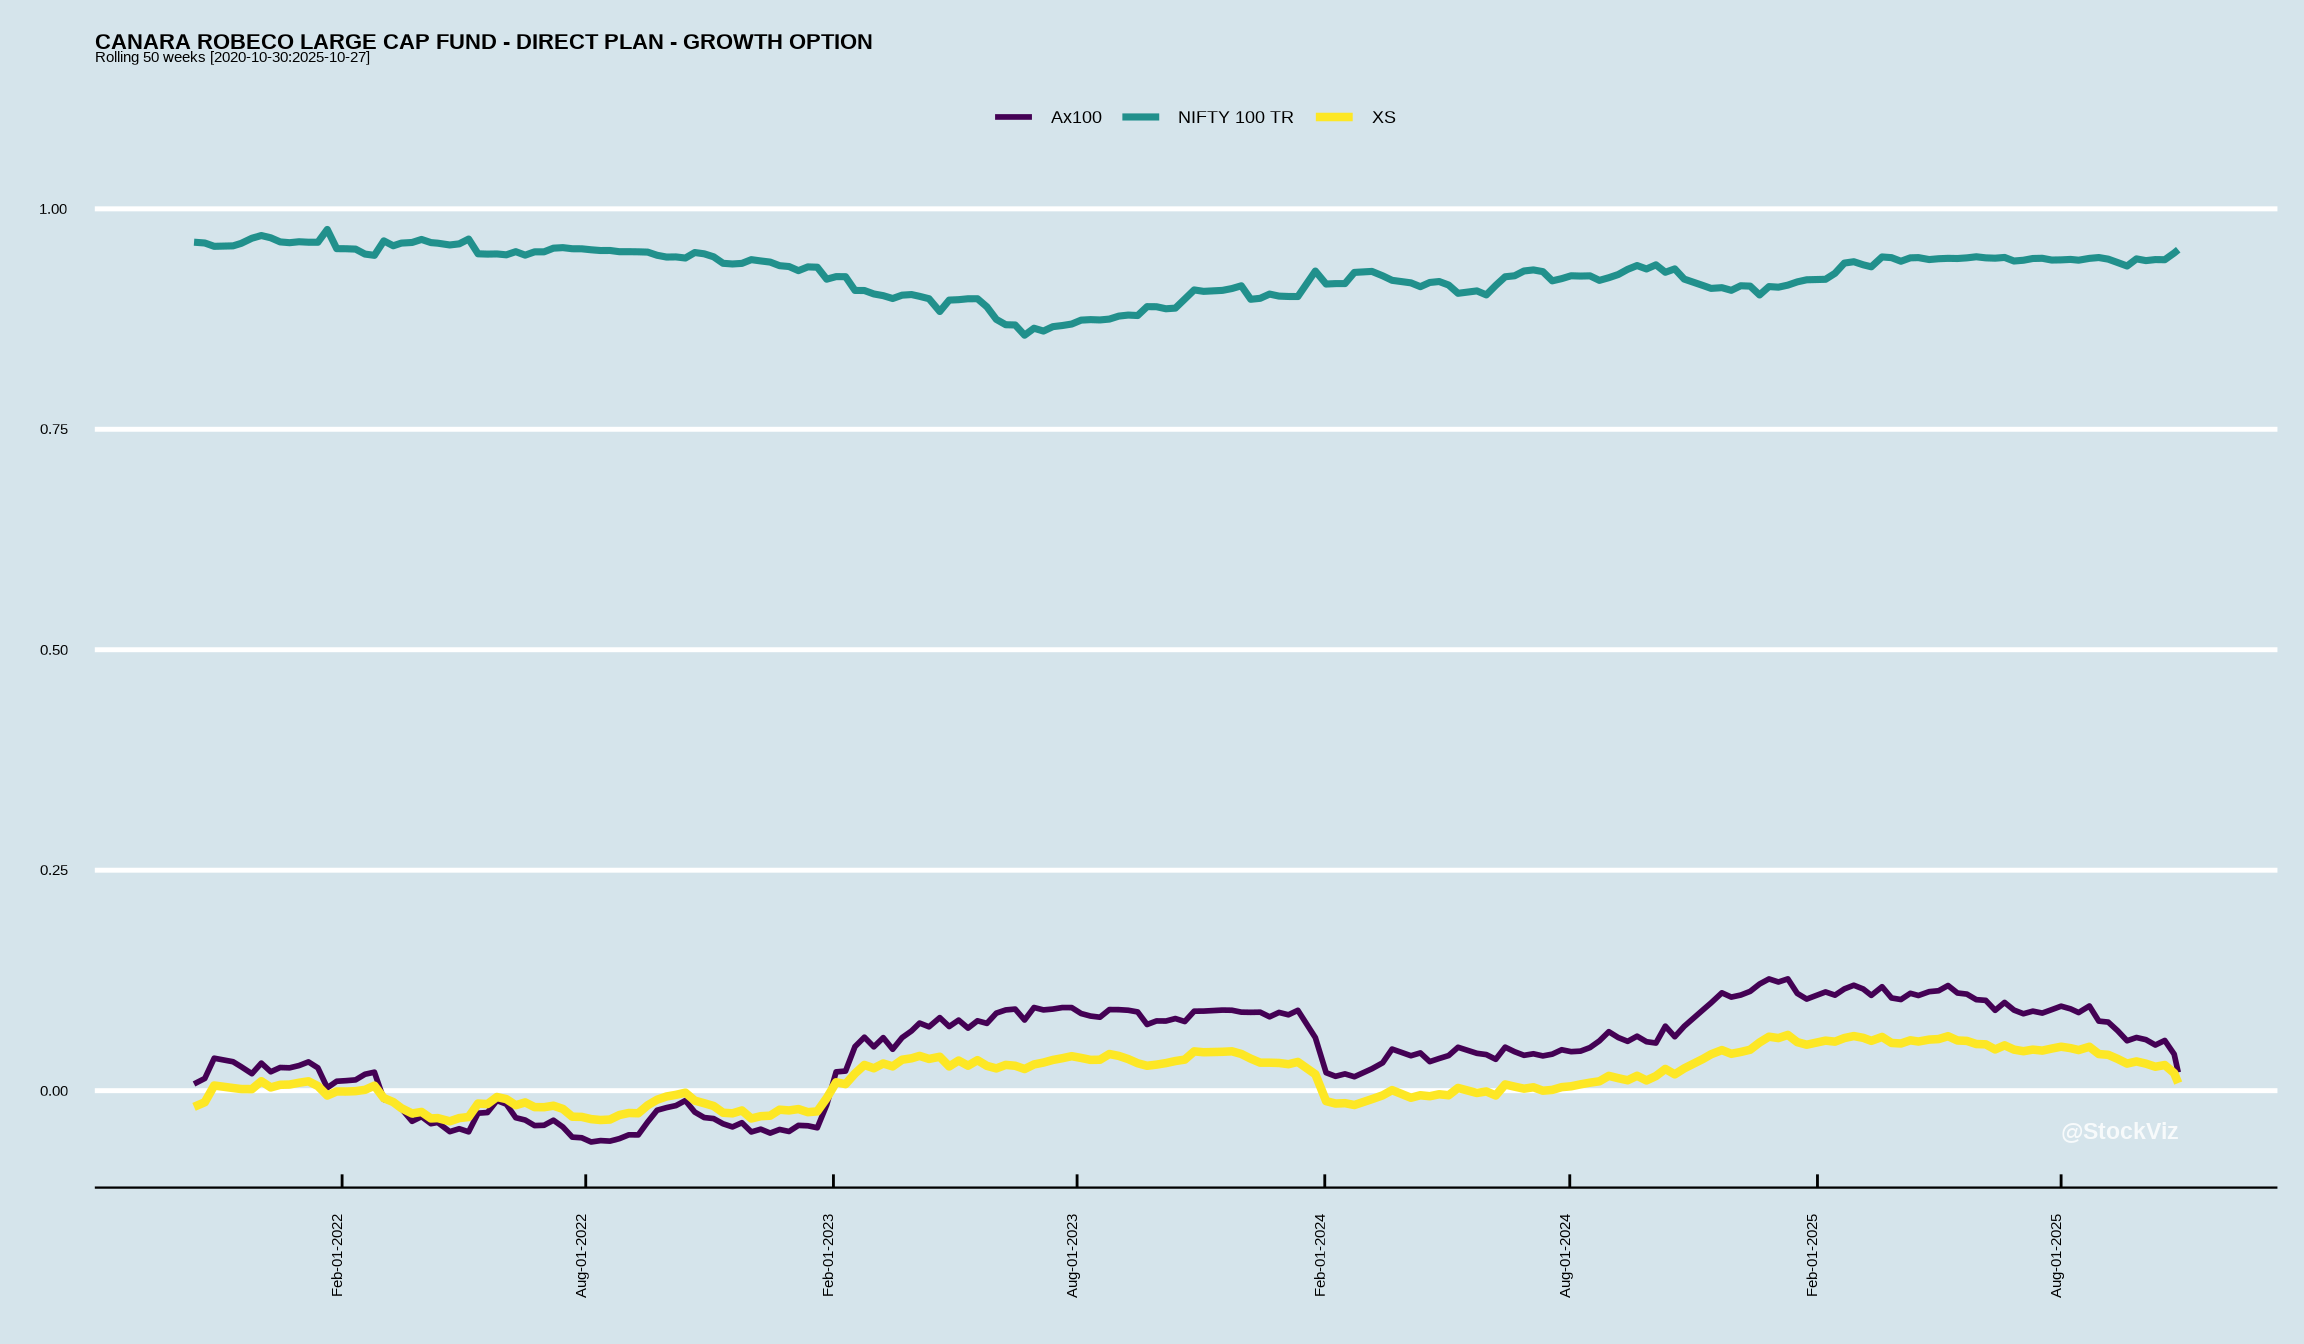 CANARA ROBECO LARGE CAP FUND - DIRECT PLAN - GROWTH OPTION
Rolling 50 weeks [2020-10-30:2025-10-27]
Ax100 NIFTY 100 TR XS
1.00
0.75
0.50
0.25
0.00
@StockViz
Feb-01-2022 Aug-01-2022 Feb-01-2023 Aug-01-2023 Feb-01-2024 Aug-01-2024 Feb-01-2025 Aug-01-2025